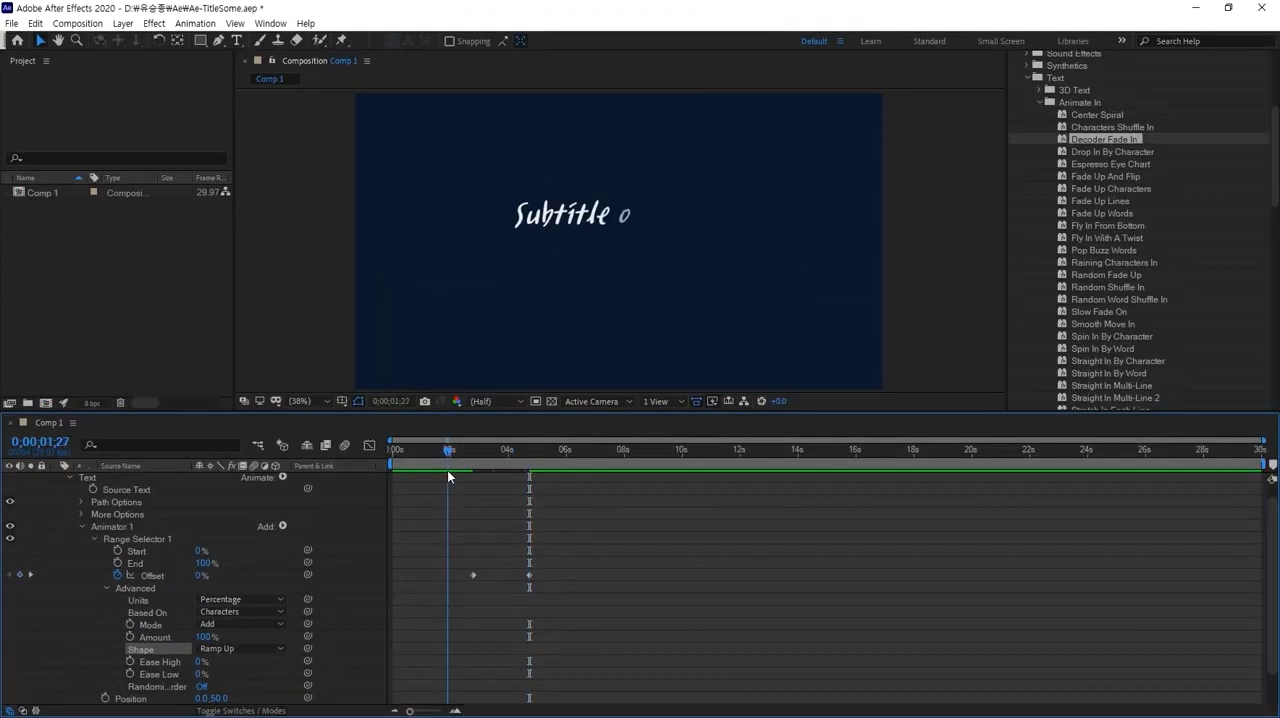 Adobe After Effects 2020 - D:\유승종\Ae\Ae-TitleSome.aep *
File Edit Composition Layer Effect Animation View Window Help
Snapping Default Learn Standard Small Screen Libraries Search Help
Project
Composition Comp 1
Comp 1
Sound Effects
Synthetics
Text
3D Text
Animate In
Center Spiral
Characters Shuffle In
Decoder Fade In
Drop In By Character
Espresso Eye Chart
Fade Up And Flip
Fade Up Characters
Fade Up Lines
Fade Up Words
Fly In From Bottom
Fly In With A Twist
Pop Buzz Words
Raining Characters In
Random Fade Up
Random Shuffle In
Random Word Shuffle In
Slow Fade On
Smooth Move In
Spin In By Character
Spin In By Word
Straight In By Character
Straight In By Word
Straight In Multi-Line
Straight In Multi-Line 2
Name Type Size Frame R...
Comp 1 Composi... 29.97
Subtitle o
8 bpc
(38%) 0;00;01;27 (Half) Active Camera 1 View +0.0
Comp 1
0;00;01;27
04s 06s 08s 10s 12s 14s 16s 18s 20s 22s 24s 26s 28s 30s
Source Name Parent & Link
Text Animate:
Source Text
Path Options
More Options
Animator 1 Add:
Range Selector 1
Start 0%
End 100%
Offset 0%
Advanced
Units Percentage
Based On Characters
Mode Add
Amount 100%
Shape Ramp Up
Ease High 0%
Ease Low 0%
Randomi...rder Off
Position 0.0,50.0
Toggle Switches / Modes